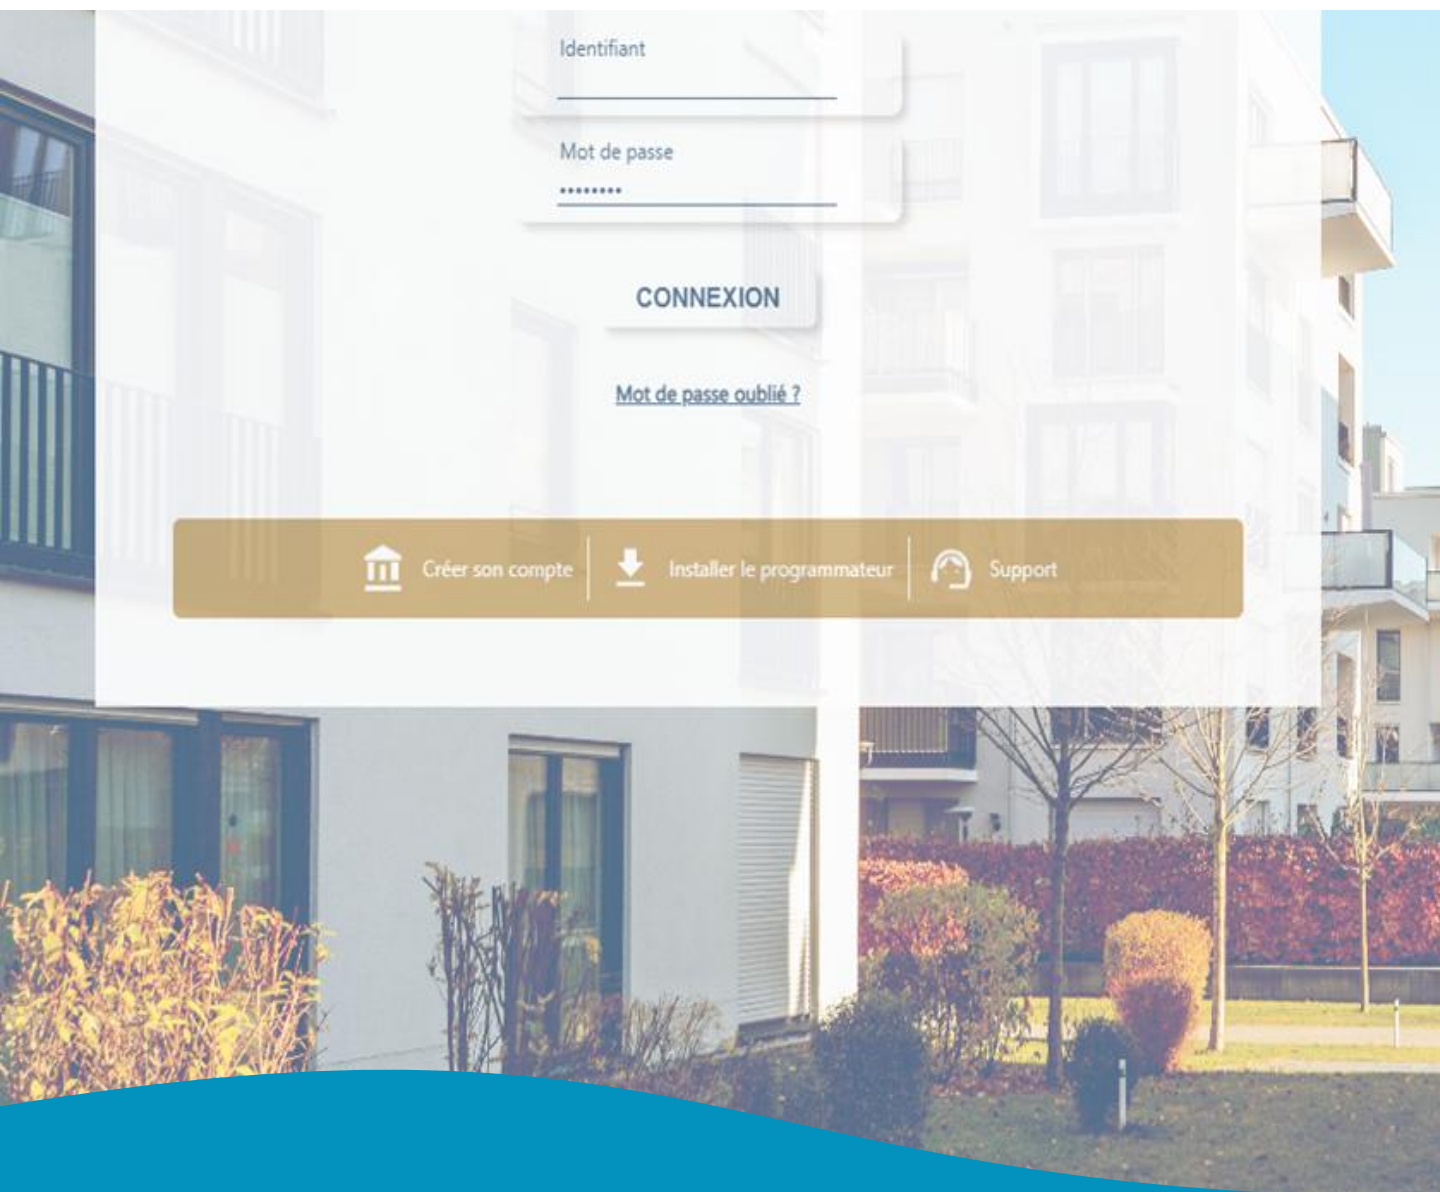 Identifiant
Mot de passe
••••••••
CONNEXION
Mot de passe oublié ?
Créer son compte
Installer le programmateur
Support